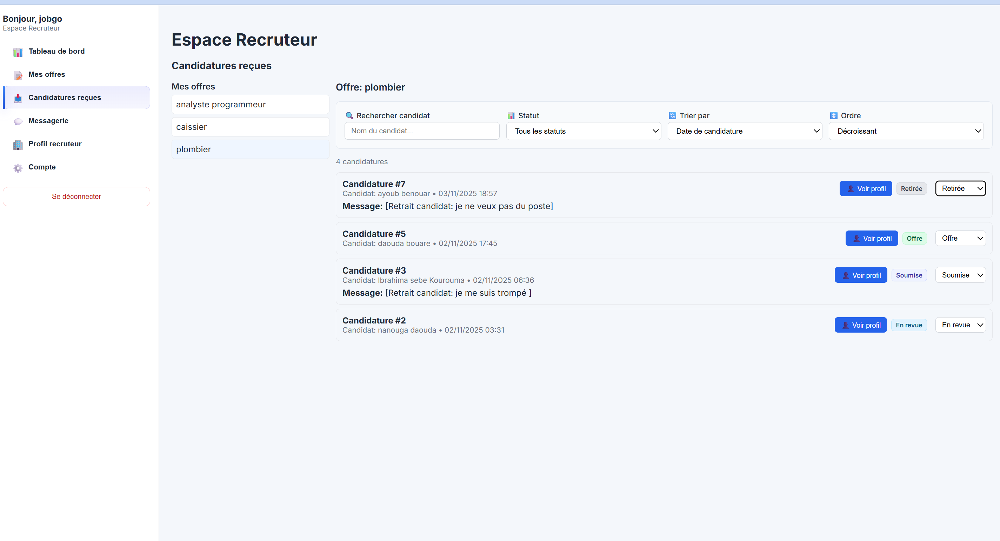 Bonjour, jobgo
Espace Recruteur
Tableau de bord
Mes offres
Candidatures reçues
Messagerie
Profil recruteur
Compte
Se déconnecter
Espace Recruteur
Candidatures reçues
Mes offres
analyste programmeur
caissier
plombier
Offre: plombier
Rechercher candidat
Nom du candidat...
Statut
Tous les statuts
Trier par
Date de candidature
Ordre
Décroissant
4 candidatures
Candidature #7
Candidat: ayoub benouar • 03/11/2025 18:57
Message: [Retrait candidat: je ne veux pas du poste]
Voir profil Retirée Retirée
Candidature #5
Candidat: daouda bouare • 02/11/2025 17:45
Voir profil Offre Offre
Candidature #3
Candidat: Ibrahima sebe Kourouma • 02/11/2025 06:36
Message: [Retrait candidat: je me suis trompé ]
Voir profil Soumise Soumise
Candidature #2
Candidat: nanouga daouda • 02/11/2025 03:31
Voir profil En revue En revue